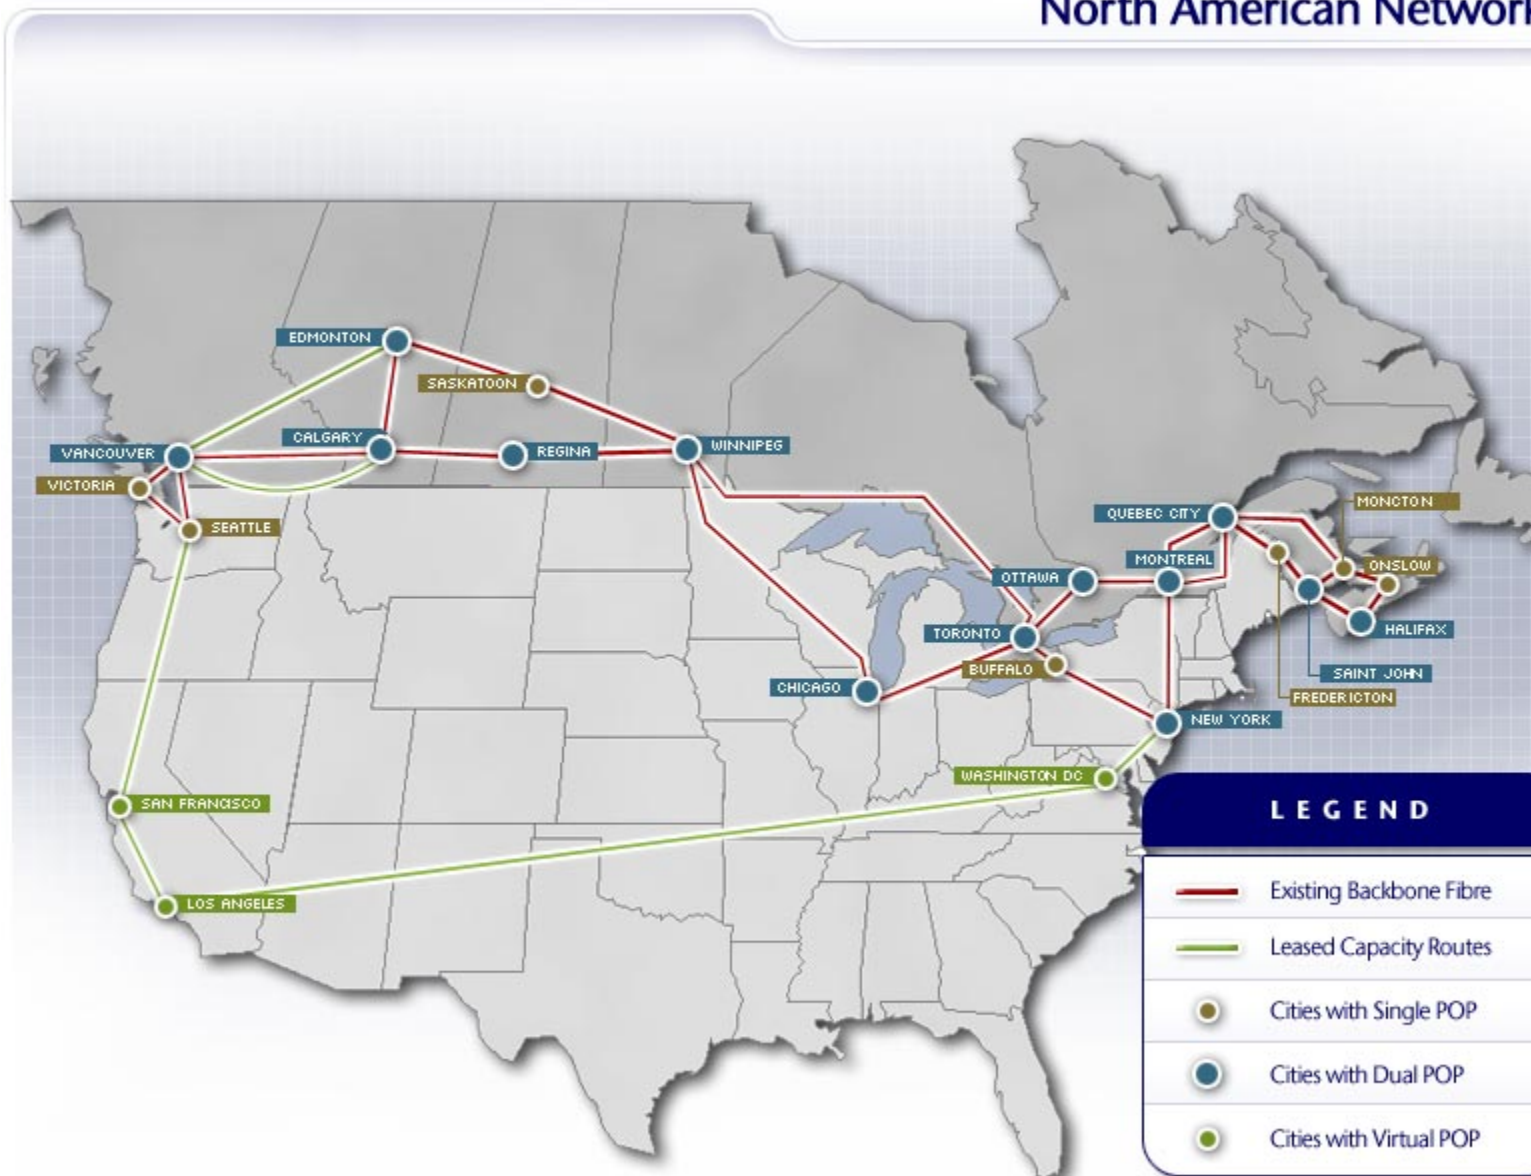 North American Network
EDMONTON
SASKATOON
CALGARY
REGINA
WINNIPEG
VANCOUVER
VICTORIA
SEATTLE
MONCTON
QUEBEC CITY
MONTREAL
ONSLOW
OTTAWA
TORONTO
HALIFAX
BUFFALO
SAINT JOHN
CHICAGO
FREDERICTON
NEW YORK
WASHINGTON DC
SAN FRANCISCO
LOS ANGELES
LEGEND
Existing Backbone Fibre
Leased Capacity Routes
Cities with Single POP
Cities with Dual POP
Cities with Virtual POP